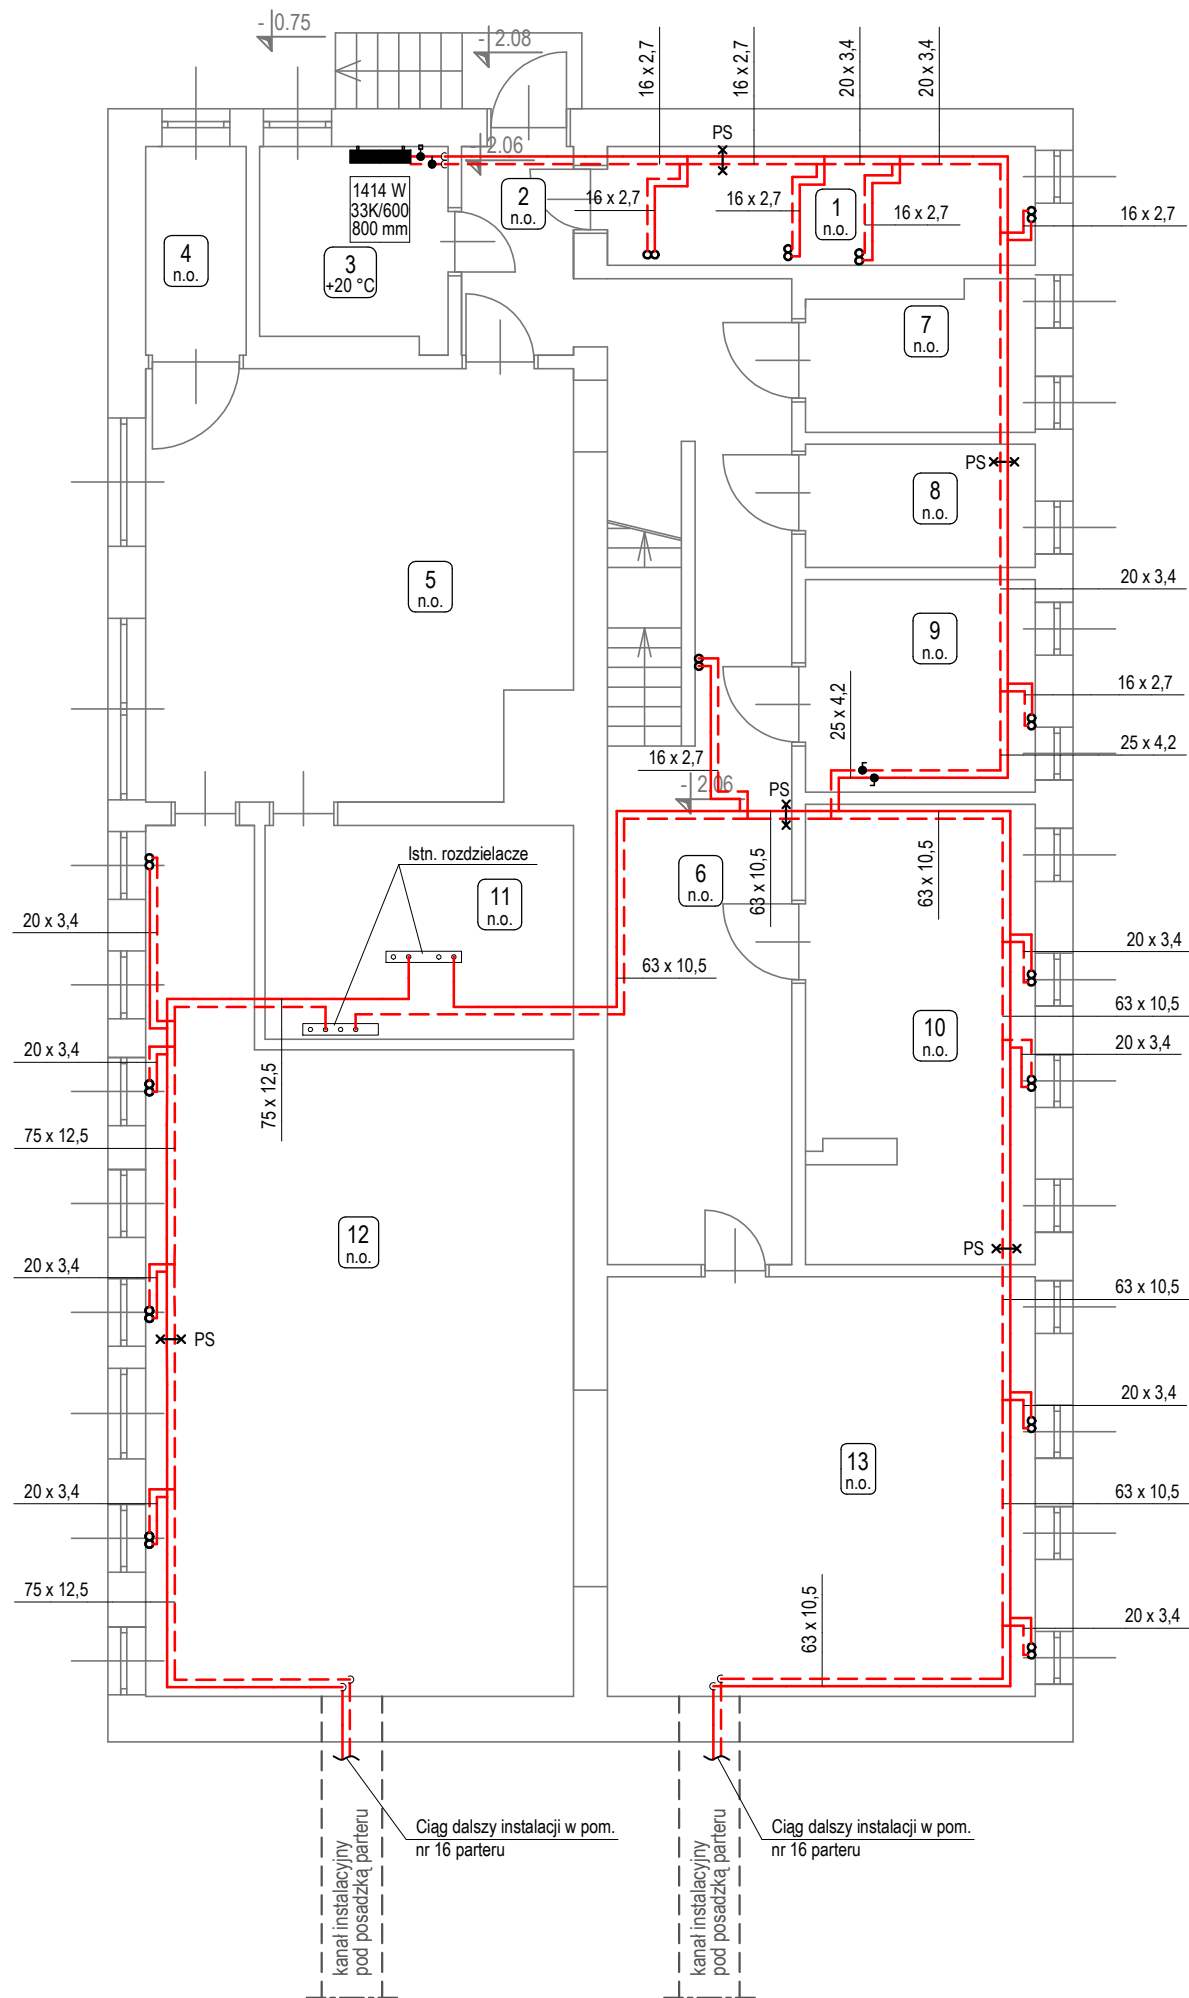 - 0.75
- 2.08
16 x 2,7
16 x 2,7
20 x 3,4
20 x 3,4
PS
- 2.06
1414 W
33K/600
800 mm
2
n.o.
16 x 2,7
16 x 2,7
1
n.o.
16 x 2,7
16 x 2,7
4
n.o.
3
+20 °C
7
n.o.
PS
8
n.o.
5
n.o.
20 x 3,4
9
n.o.
16 x 2,7
25 x 4,2
25 x 4,2
16 x 2,7
- 2.06
PS
Istn. rozdzielacze
11
n.o.
6
n.o.
63 x 10,5
63 x 10,5
20 x 3,4
20 x 3,4
63 x 10,5
63 x 10,5
10
n.o.
20 x 3,4
20 x 3,4
75 x 12,5
75 x 12,5
12
n.o.
PS
20 x 3,4
63 x 10,5
PS
20 x 3,4
13
n.o.
20 x 3,4
63 x 10,5
75 x 12,5
63 x 10,5
20 x 3,4
Ciąg dalszy instalacji w pom.
nr 16 parteru
Ciąg dalszy instalacji w pom.
nr 16 parteru
kanał instalacyjny
pod posadzką parteru
kanał instalacyjny
pod posadzką parteru